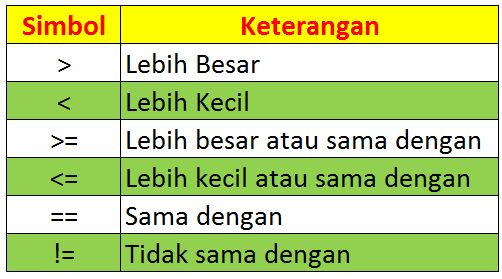 Simbol Keterangan
> Lebih Besar
< Lebih Kecil
>= Lebih besar atau sama dengan
<= Lebih kecil atau sama dengan
== Sama dengan
!= Tidak sama dengan